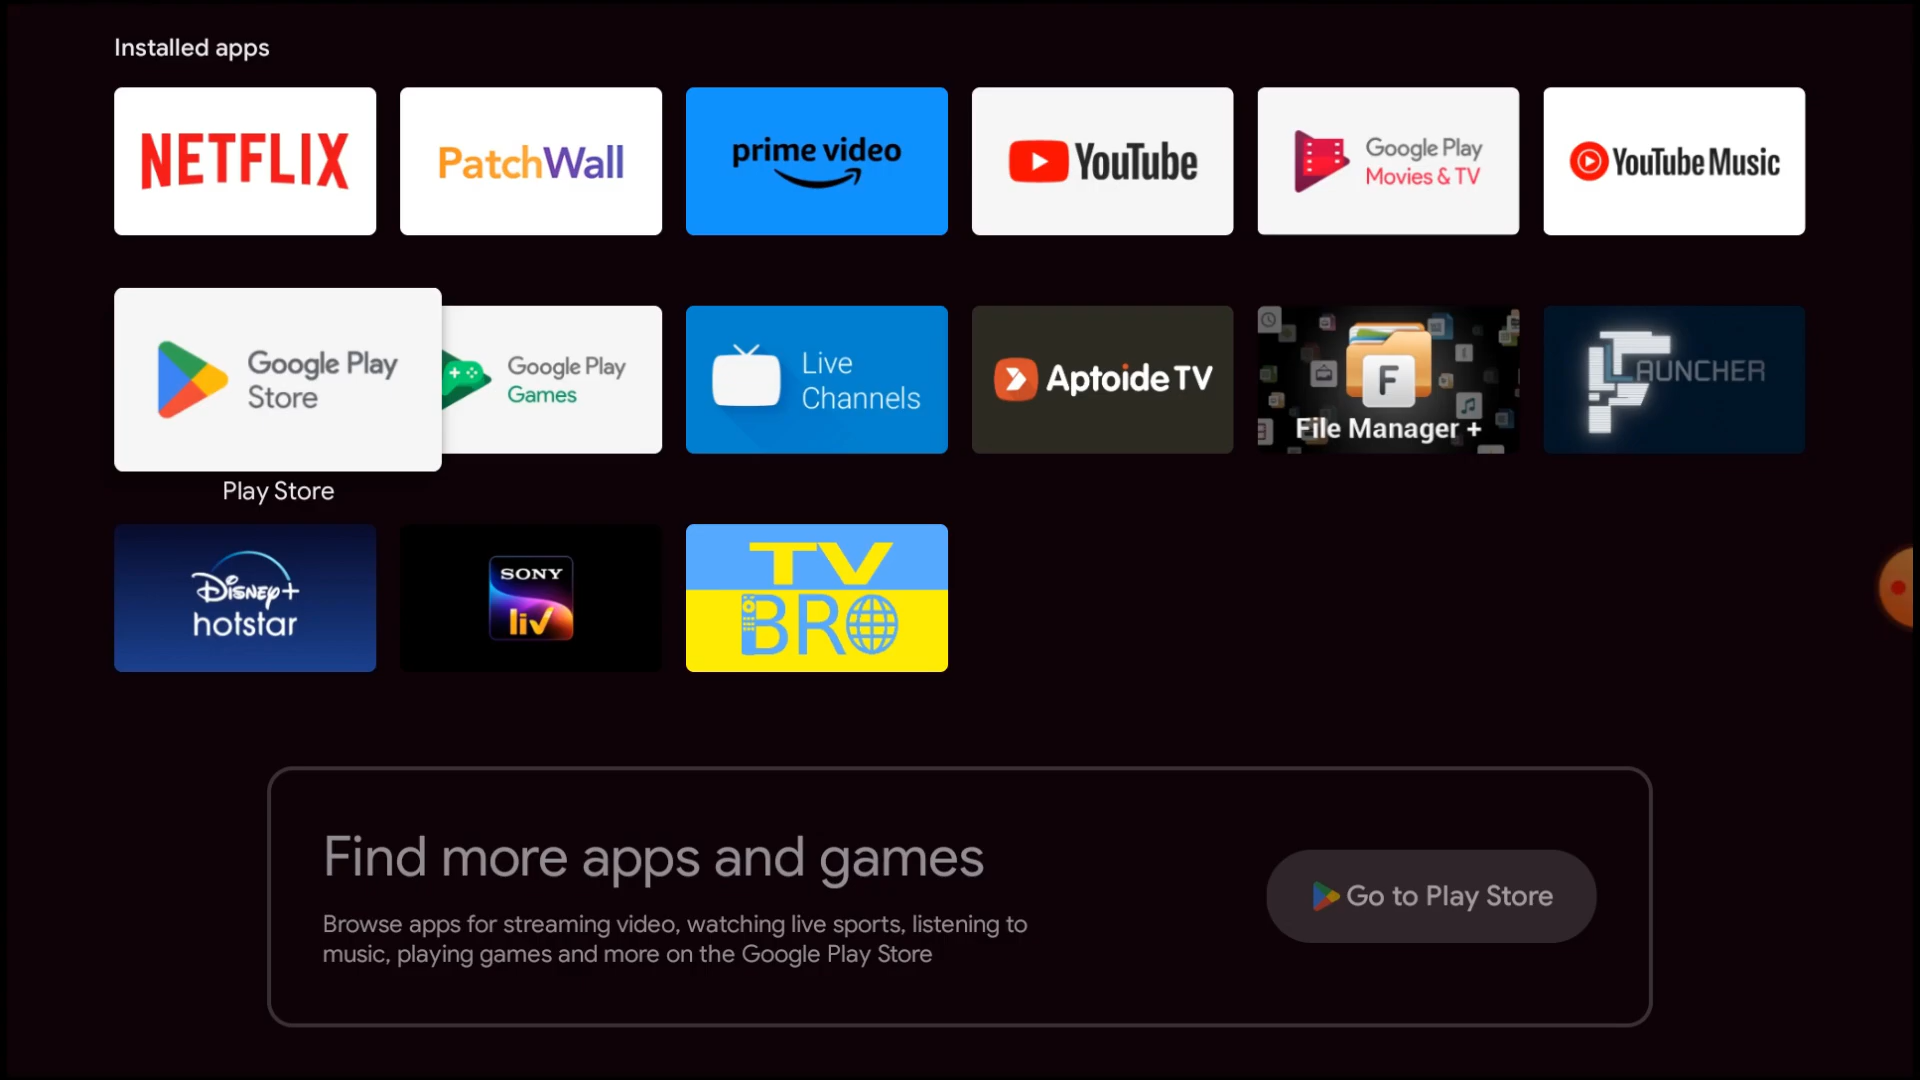 Installed apps
NETFLIX
PatchWall
prime video
YouTube
Google Play
Movies & TV
YouTube Music
Google Play
Store
Google Play
Games
Live
Channels
Aptoide TV
F
File Manager +
LAUNCHER
Play Store
Disney+
hotstar
SONY
liv
TV
BRO
Find more apps and games
Go to Play Store
Browse apps for streaming video, watching live sports, listening to
music, playing games and more on the Google Play Store